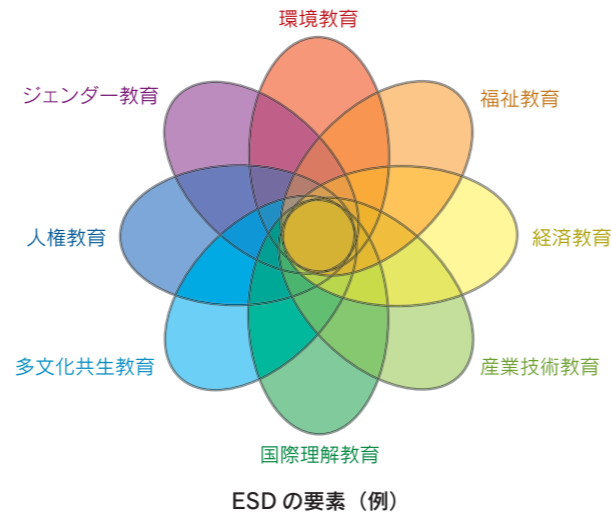 環境教育
ジェンダー教育
福祉教育
人権教育
経済教育
多文化共生教育
産業技術教育
国際理解教育
ESD の要素（例）